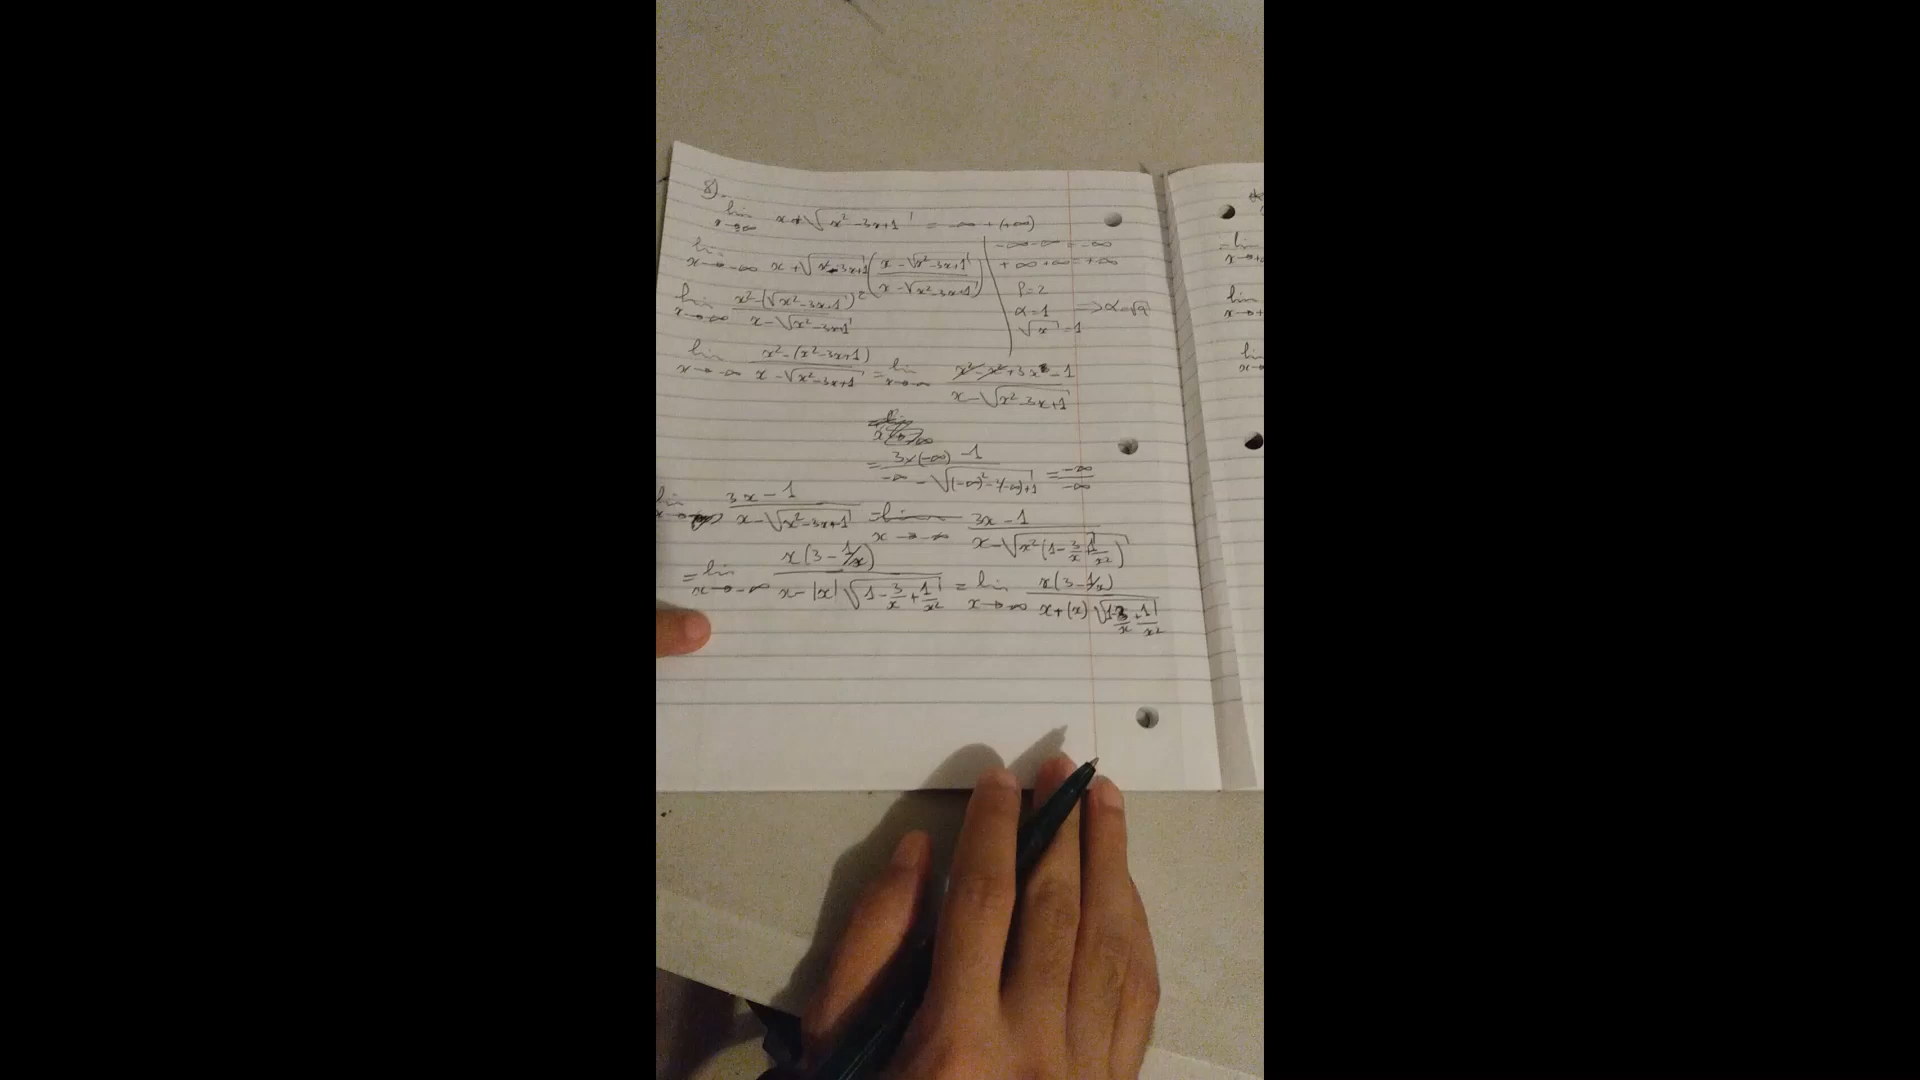 8).
lim x→-∞ x+√(x²-3x+1) = -∞ + (+∞)
lim x→-∞ x+√(x²-3x+1) ( (x-√(x²-3x+1)) / (x-√(x²-3x+1)) )
-∞-∞ = -∞
+∞+∞ = +∞
P=2
α=1 ⇒ α=√a
√x = 1
lim x→-∞ (x²-(√(x²-3x+1))²) / (x-√(x²-3x+1))
lim x→-∞ (x²-(x²-3x+1)) / (x-√(x²-3x+1)) = lim x→-∞ (x²-x²+3x-1) / (x-√(x²-3x+1))
= (3×(-∞) -1) / (-∞-√((-∞)²- (-∞)+1)) = -∞/-∞
lim (3x-1) / (x-√(x²-3x+1)) = lim x→-∞ (3x-1) / (x-√(x²(1-3/x+1/x²)))
= lim x→-∞ x(3-1/x) / (x-|x|√(1-3/x+1/x²)) = lim x→-∞ x(3-1/x) / (x+(x)√(1-3/x+1/x²))
= lim
x→+
lim
x→+
lim
x→